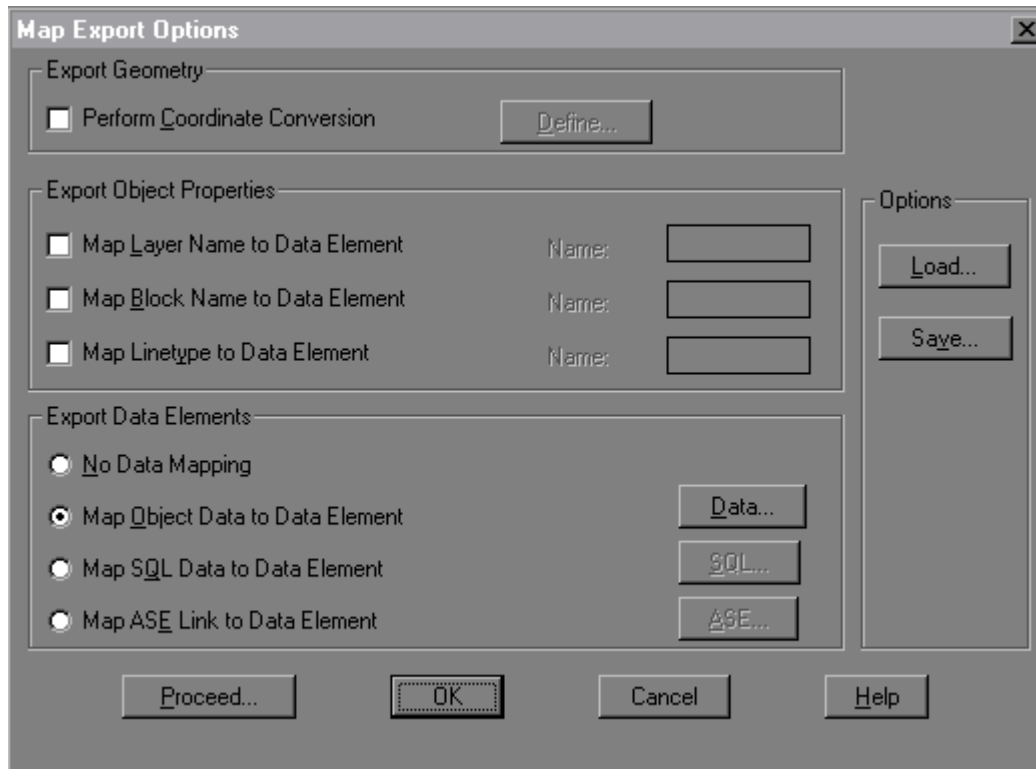 Map Export Options
Export Geometry
Perform Coordinate Conversion
Define...
Export Object Properties
Map Layer Name to Data Element
Name:
Map Block Name to Data Element
Name:
Map Linetype to Data Element
Name:
Options
Load...
Save...
Export Data Elements
No Data Mapping
Map Object Data to Data Element
Data...
Map SQL Data to Data Element
SQL...
Map ASE Link to Data Element
ASE...
Proceed...
OK
Cancel
Help